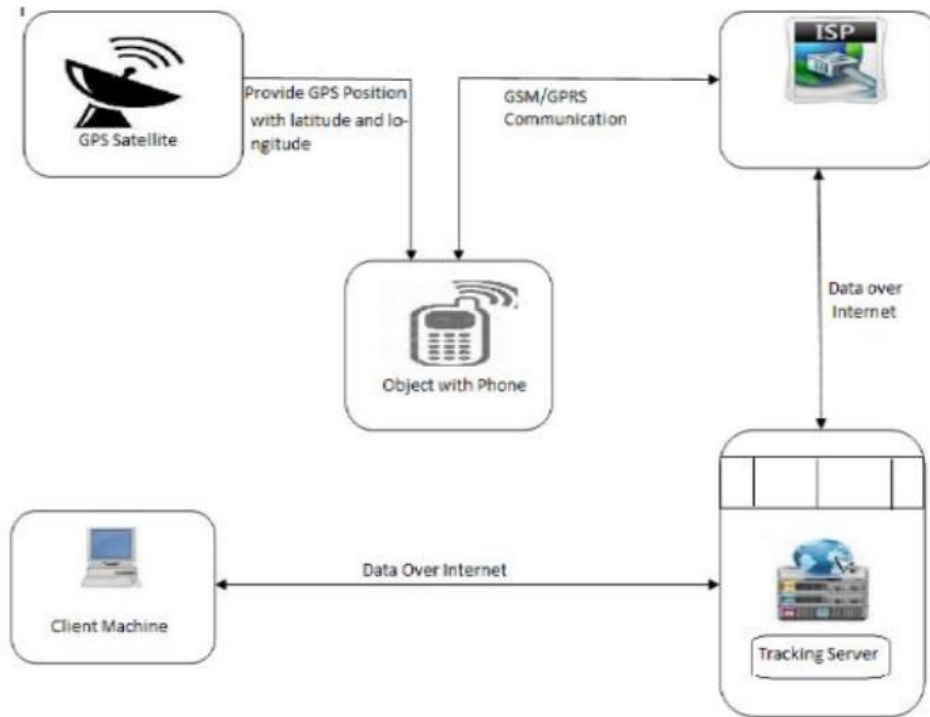 GPS Satellite
Provide GPS Position
with latitude and lo-
ngitude
GSM/GPRS
Communication
ISP
Object with Phone
Data over
Internet
Client Machine
Data Over Internet
Tracking Server